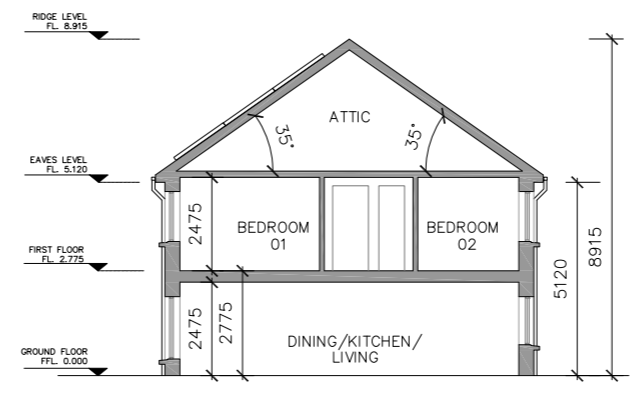 RIDGE LEVEL
FL. 8.915
ATTIC
35°
35°
EAVES LEVEL
FL. 5.120
2475
BEDROOM
01
BEDROOM
02
8915
FIRST FLOOR
FL. 2.775
5120
2475
2775
DINING/KITCHEN/
LIVING
GROUND FLOOR
FFL. 0.000